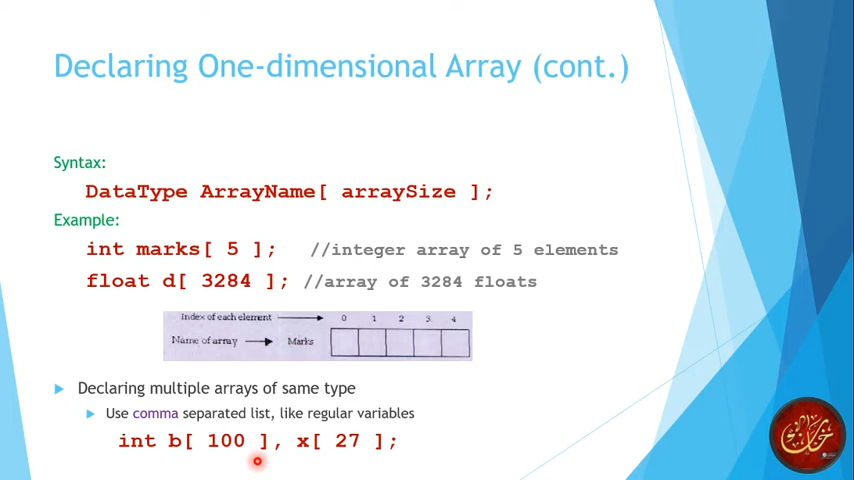 Declaring One-dimensional Array (cont.)
Syntax:
DataType ArrayName[ arraySize ];
Example:
int marks[ 5 ]; //integer array of 5 elements
float d[ 3284 ]; //array of 3284 floats
Index of each element 0 1 2 3 4
Name of array Marks
Declaring multiple arrays of same type
Use comma separated list, like regular variables
int b[ 100 ], x[ 27 ];